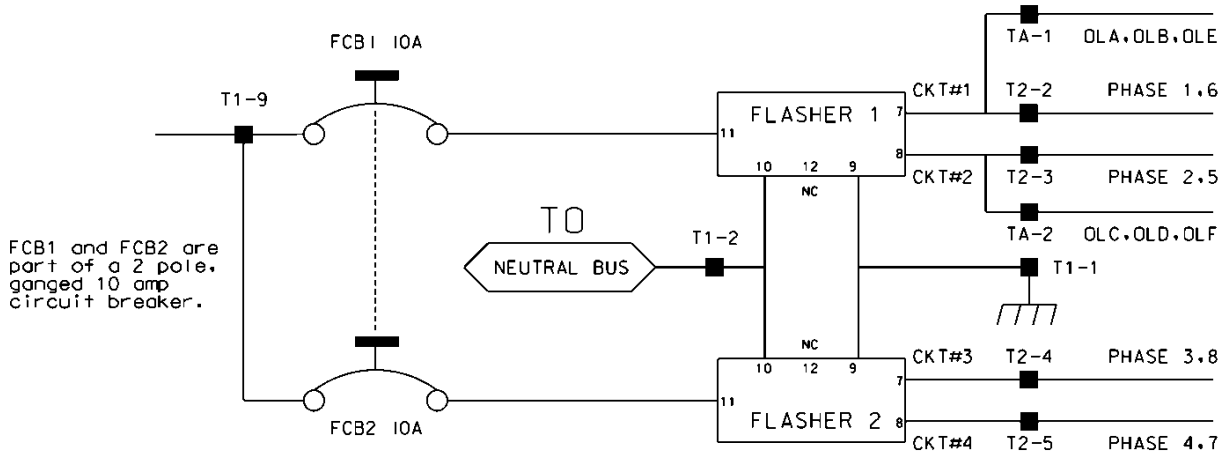 FCB1 10A
TA-1 OLA,OLB,OLE
T1-9
CKT#1 T2-2 PHASE 1,6
FLASHER 1
7
11
8
10 12 9
NC
CKT#2 T2-3 PHASE 2,5
TO
NEUTRAL BUS
T1-2
TA-2 OLC,OLD,OLF
T1-1
FCB1 and FCB2 are
part of a 2 pole,
ganged 10 amp
circuit breaker.
NC
10 12 9
CKT#3 T2-4 PHASE 3,8
7
11
FLASHER 2
8
FCB2 10A
CKT#4 T2-5 PHASE 4,7